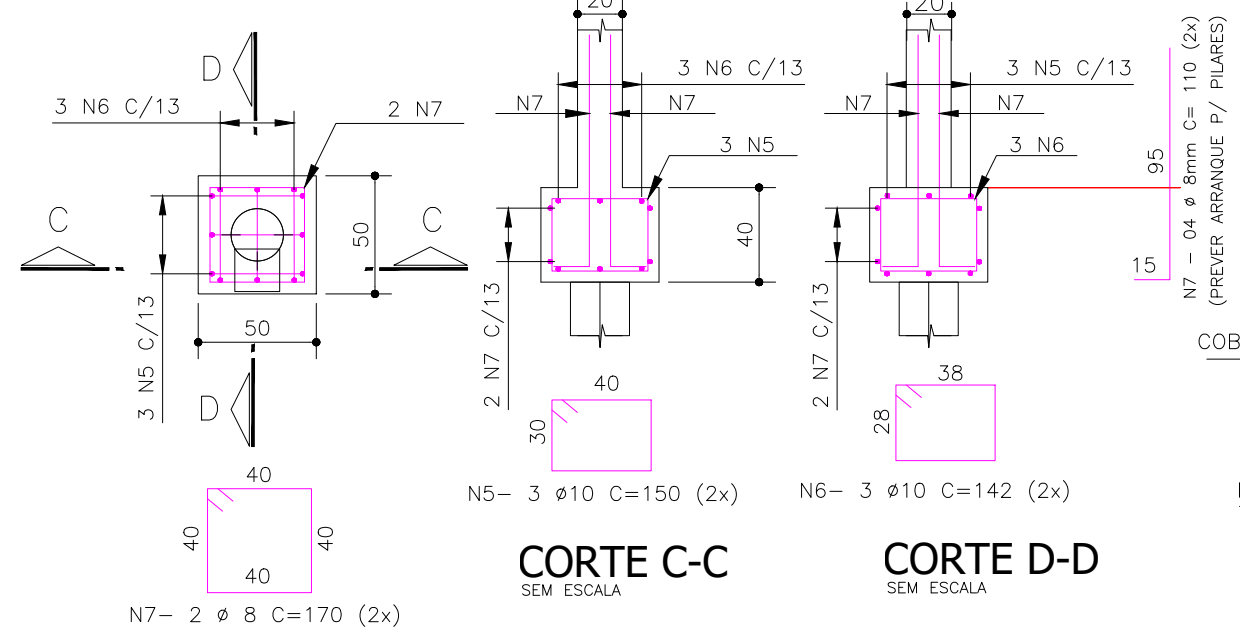 D
3 N6 C/13
2 N7
C
C
50
50
3 N5 C/13
D
40
40
40
40
N7- 2 ø 8 C=170 (2x)
20
3 N6 C/13
N7
N7
3 N5
40
2 N7 C/13
40
30
N5- 3 ø10 C=150 (2x)
CORTE C-C
SEM ESCALA
20
3 N5 C/13
N7
N7
3 N6
2 N7 C/13
38
28
N6- 3 ø10 C=142 (2x)
CORTE D-D
SEM ESCALA
95
15
N7 - 04 ø 8mm C= 110 (2x)
(PREVER ARRANQUE P/ PILARES)
COB